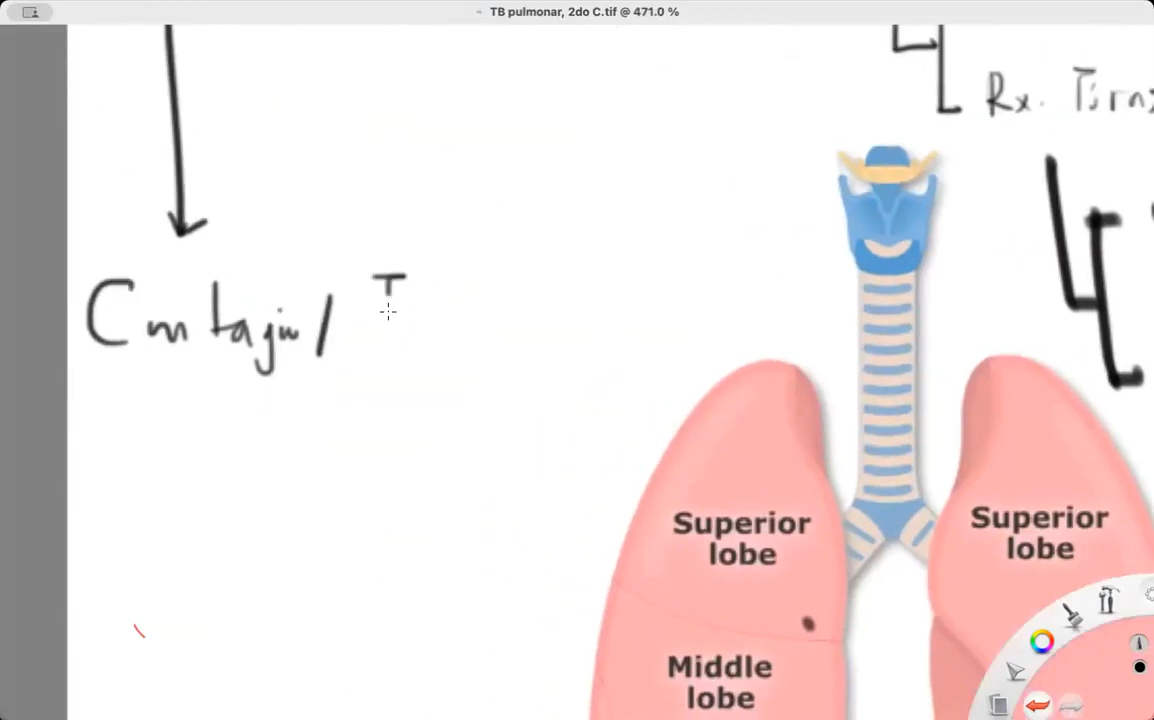 TB pulmonar, 2do C.tif @ 471.0 %
Rx. Tórax
Contagio / T
Superior
lobe
Superior
lobe
Middle
lobe